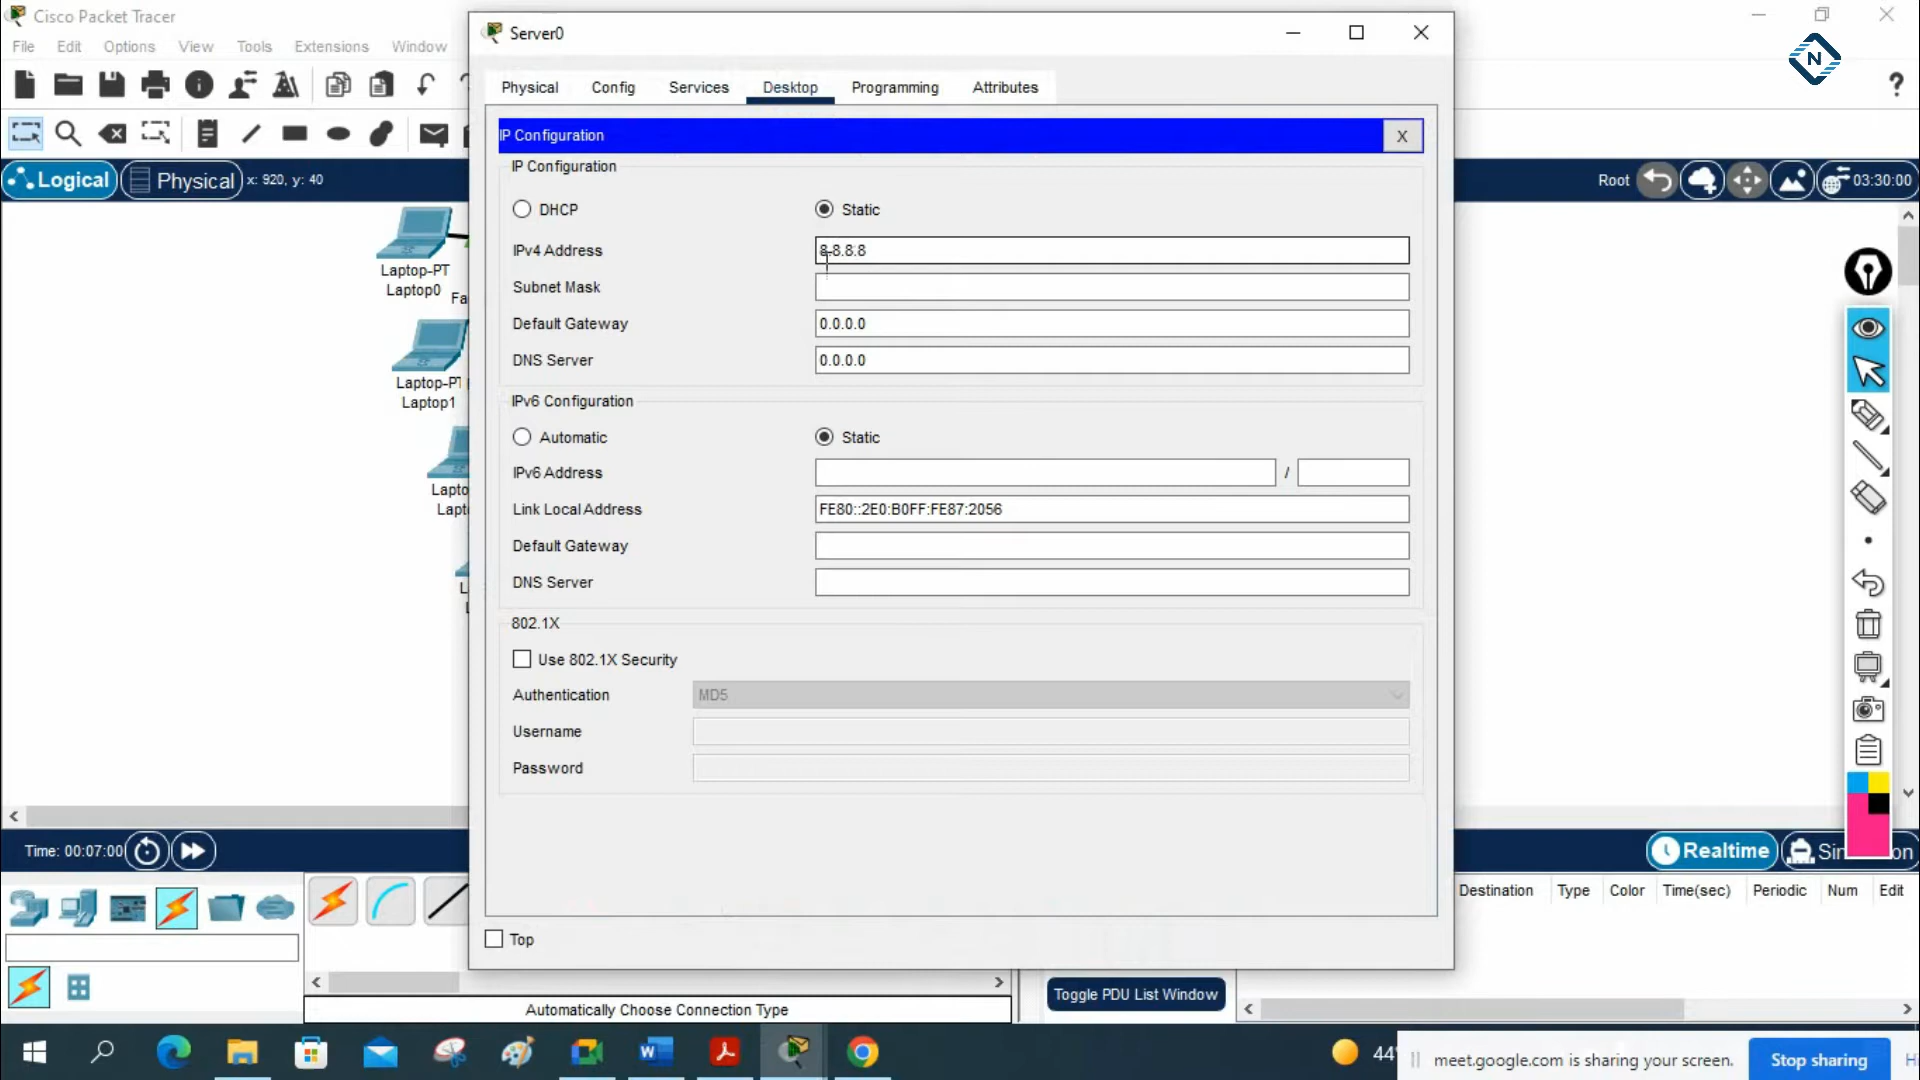 Cisco Packet Tracer
File Edit Options View Tools Extensions Window
Server0
N
?
Physical Config Services Desktop Programming Attributes
IP Configuration X
IP Configuration
Logical Physical x: 920, y: 40
Root 03:30:00
DHCP Static
IPv4 Address 8.8.8.8
Subnet Mask
Default Gateway 0.0.0.0
DNS Server 0.0.0.0
IPv6 Configuration
Automatic Static
IPv6 Address /
Link Local Address FE80::2E0:B0FF:FE87:2056
Default Gateway
DNS Server
802.1X
Use 802.1X Security
Authentication MD5
Username
Password
Top
Laptop-PT
Laptop0
Fa
Laptop-PT
Laptop1
Lapto
Lapt
Time: 00:07:00
Realtime
Destination Type Color Time(sec) Periodic Num Edit
Toggle PDU List Window
Automatically Choose Connection Type
44
meet.google.com is sharing your screen. Stop sharing